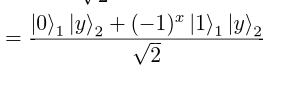 = \frac{|0\rangle_1 |y\rangle_2 + (-1)^x |1\rangle_1 |y\rangle_2}{\sqrt{2}}